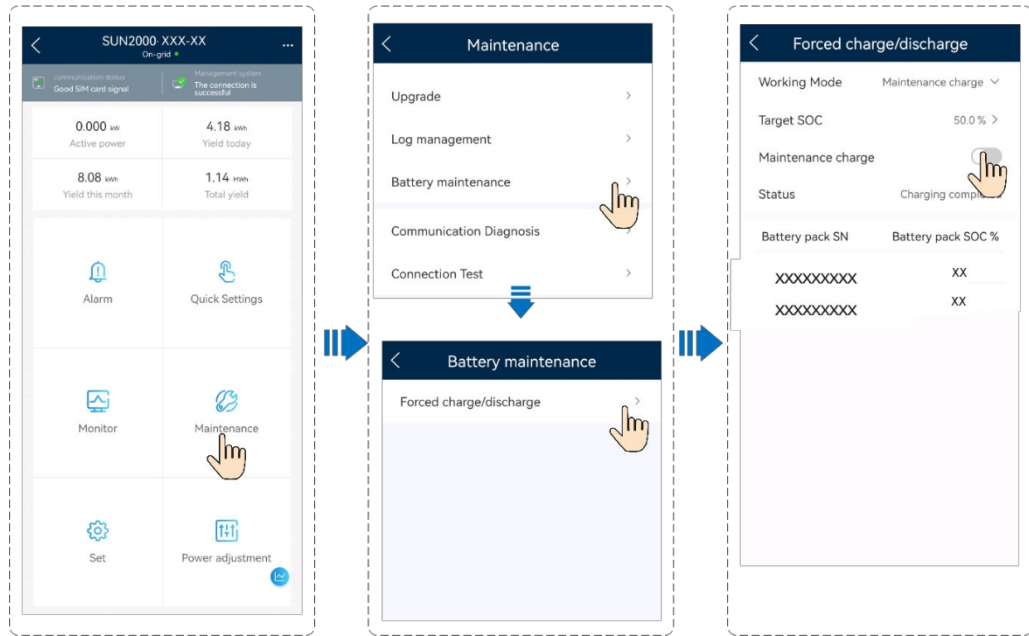 SUN2000-XXX-XX
On-grid
communication status
Good SIM card signal
Management system
The connection is
successful
0.000 kW
Active power
4.18 kWh
Yield today
8.08 kWh
Yield this month
1.14 MWh
Total yield
Alarm
Quick Settings
Monitor
Maintenance
Set
Power adjustment
Maintenance
Upgrade
Log management
Battery maintenance
Communication Diagnosis
Connection Test
Battery maintenance
Forced charge/discharge
Forced charge/discharge
Working Mode Maintenance charge
Target SOC 50.0 %
Maintenance charge
Status Charging
Battery pack SN Battery pack SOC %
XXXXXXXXX XX
XXXXXXXXX XX